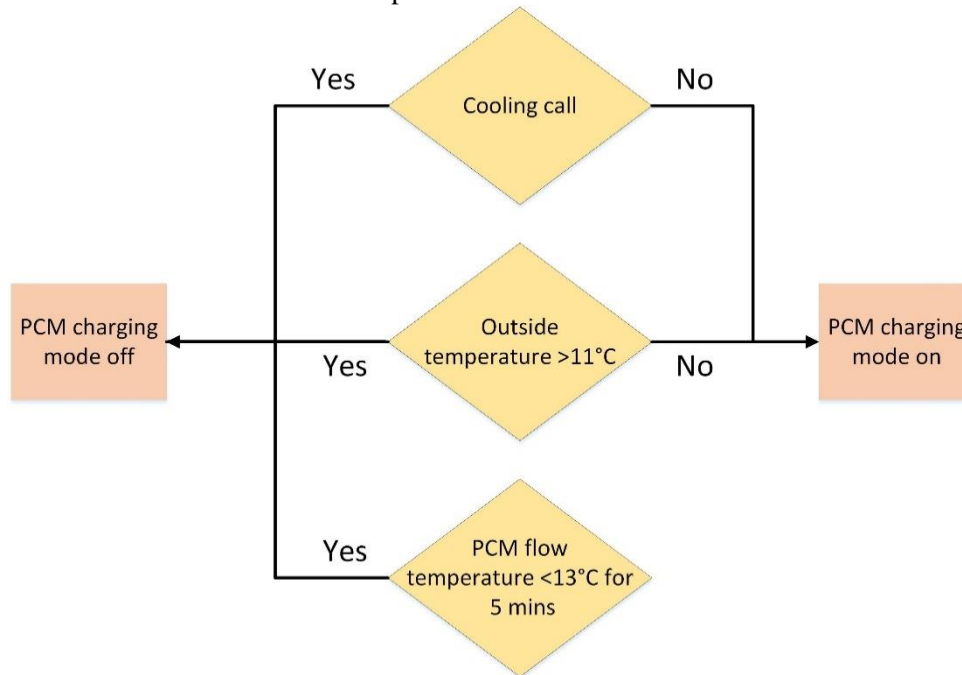 Yes
Cooling call
No
PCM charging
mode off
Yes
Outside
temperature >11°C
No
PCM charging
mode on
Yes
PCM flow
temperature <13°C for
5 mins